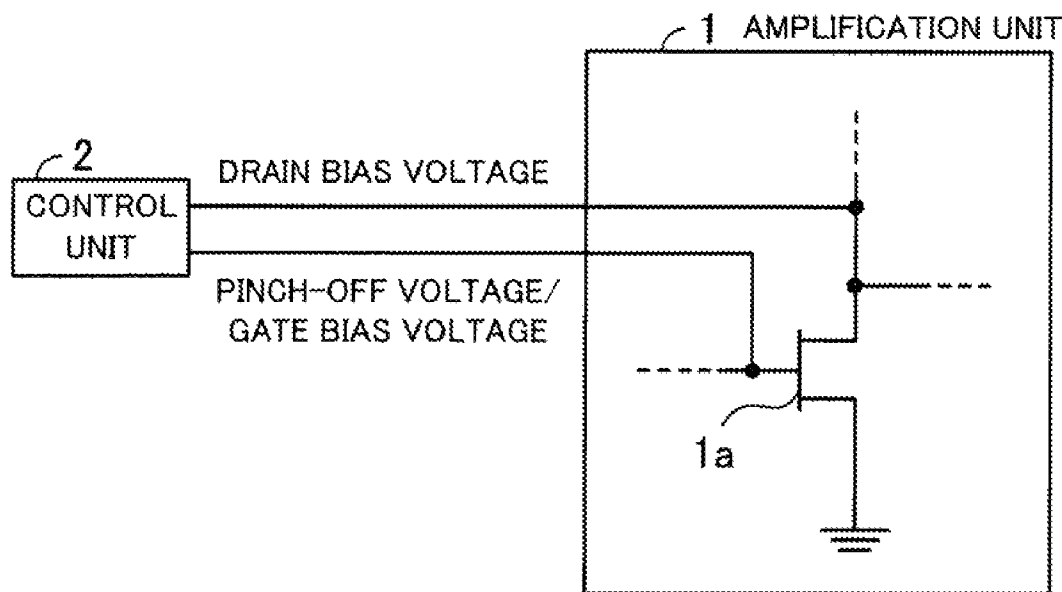 1 AMPLIFICATION UNIT
2
CONTROL
UNIT
DRAIN BIAS VOLTAGE
PINCH-OFF VOLTAGE/
GATE BIAS VOLTAGE
1a